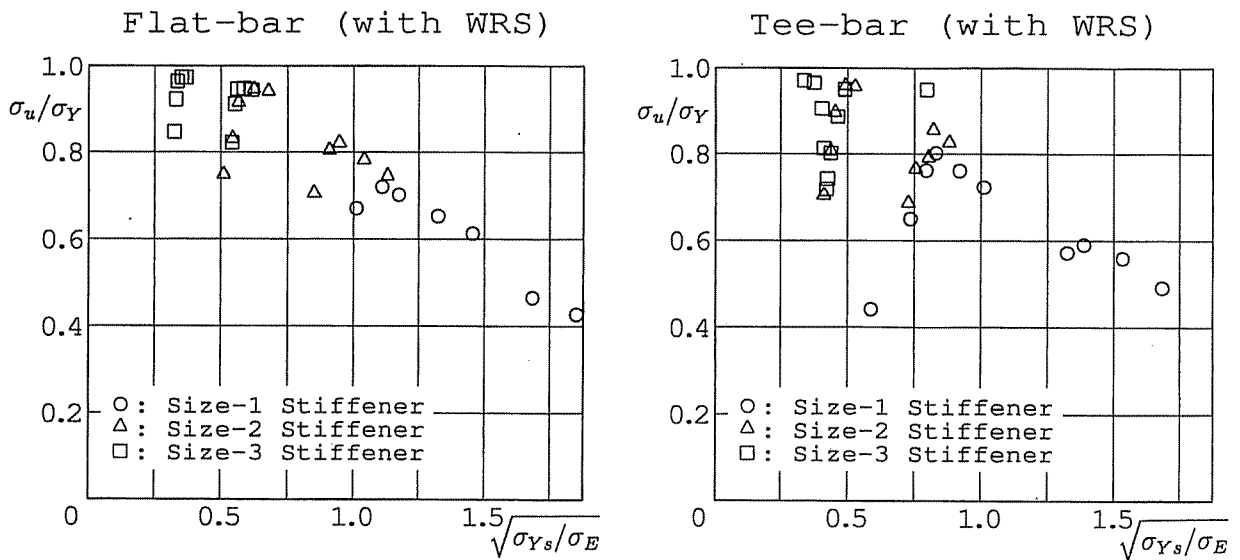 Flat-bar (with WRS)
1.0
σu/σY
0.8
0.6
0.4
0.2
○: Size-1 Stiffener
△: Size-2 Stiffener
□: Size-3 Stiffener
0 0.5 1.0 1.5
√σYs/σE
Tee-bar (with WRS)
1.0
σu/σY
0.8
0.6
0.4
0.2
○: Size-1 Stiffener
△: Size-2 Stiffener
□: Size-3 Stiffener
0 0.5 1.0 1.5
√σYs/σE